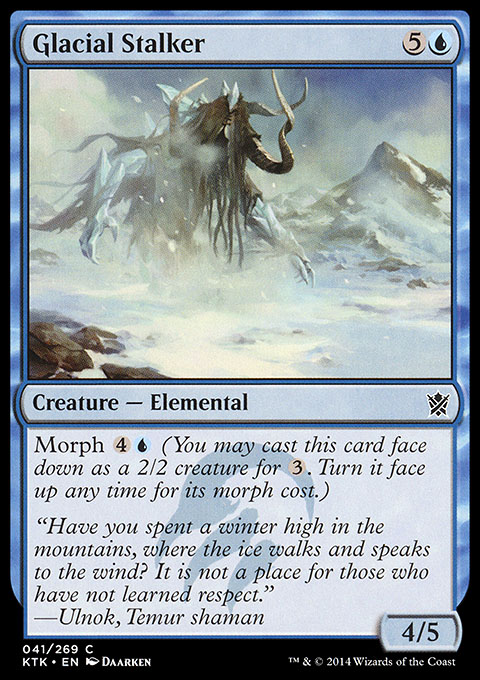 Glacial Stalker 5
Creature — Elemental
Morph 4 (You may cast this card face
down as a 2/2 creature for 3. Turn it face
up any time for its morph cost.)
“Have you spent a winter high in the
mountains, where the ice walks and speaks
to the wind? It is not a place for those who
have not learned respect.”
—Ulnok, Temur shaman
4/5
041/269 C
KTK • EN Daarken
™ & © 2014 Wizards of the Coast